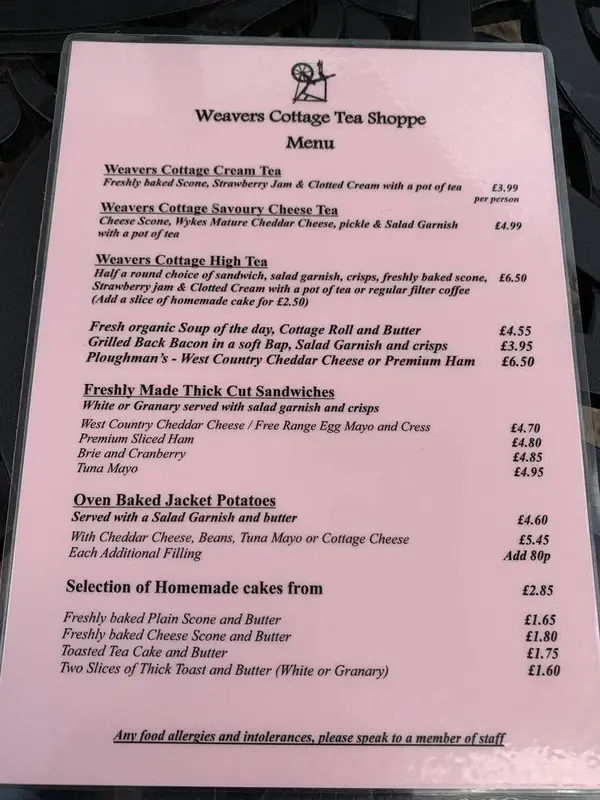 Weavers Cottage Tea Shoppe
Menu
Weavers Cottage Cream Tea
Freshly baked Scone, Strawberry Jam & Clotted Cream with a pot of tea £3.99
per person
Weavers Cottage Savoury Cheese Tea
Cheese Scone, Wykes Mature Cheddar Cheese, pickle & Salad Garnish £4.99
with a pot of tea
Weavers Cottage High Tea
Half a round choice of sandwich, salad garnish, crisps, freshly baked scone, £6.50
Strawberry jam & Clotted Cream with a pot of tea or regular filter coffee
(Add a slice of homemade cake for £2.50)
Fresh organic Soup of the day, Cottage Roll and Butter £4.55
Grilled Back Bacon in a soft Bap, Salad Garnish and crisps £3.95
Ploughman's - West Country Cheddar Cheese or Premium Ham £6.50
Freshly Made Thick Cut Sandwiches
White or Granary served with salad garnish and crisps
West Country Cheddar Cheese / Free Range Egg Mayo and Cress £4.70
Premium Sliced Ham £4.80
Brie and Cranberry £4.85
Tuna Mayo £4.95
Oven Baked Jacket Potatoes
Served with a Salad Garnish and butter £4.60
With Cheddar Cheese, Beans, Tuna Mayo or Cottage Cheese £5.45
Each Additional Filling Add 80p
Selection of Homemade cakes from £2.85
Freshly baked Plain Scone and Butter £1.65
Freshly baked Cheese Scone and Butter £1.80
Toasted Tea Cake and Butter £1.75
Two Slices of Thick Toast and Butter (White or Granary) £1.60
Any food allergies and intolerances, please speak to a member of staff